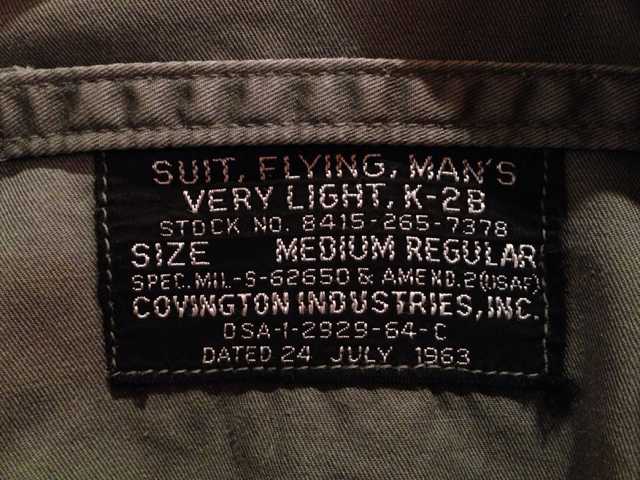 SUIT, FLYING, MAN'S
VERY LIGHT, K-2B
STOCK NO. 8415-265-7378
SIZE MEDIUM REGULAR
SPEC. MIL-S-6265D & AMEND. 2 (USAF)
COVINGTON INDUSTRIES, INC.
DSA-1-2929-64-C
DATED 24 JULY 1963